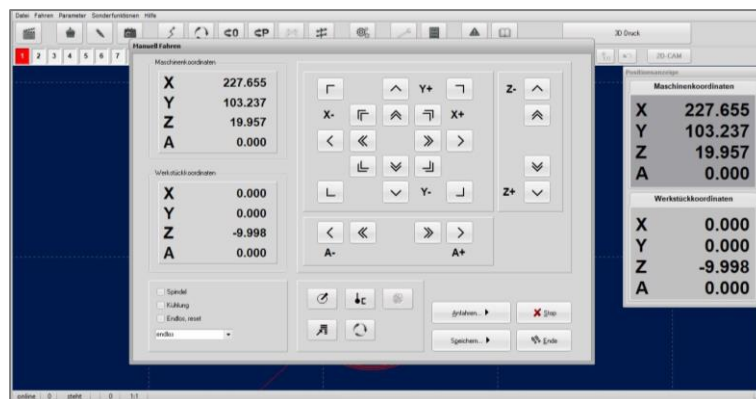 Datei Fahren Parameter Sonderfunktionen Hilfe
3D Druck
1 2 3 4 5 6 7
2D-CAM
Manuell Fahren
Maschinenkoordinaten
X 227.655
Y 103.237
Z 19.957
A 0.000
Werkstückkoordinaten
X 0.000
Y 0.000
Z -9.998
A 0.000
Y+
X- X+
Y-
Z-
Z+
A- A+
Spindel
Kühlung
Endlos, reset
endlos
C
Anfahren...
Stop
Speichern...
Ende
Positionsanzeige
Maschinenkoordinaten
X 227.655
Y 103.237
Z 19.957
A 0.000
Werkstückkoordinaten
X 0.000
Y 0.000
Z -9.998
A 0.000
online 0 steht 0 1:1